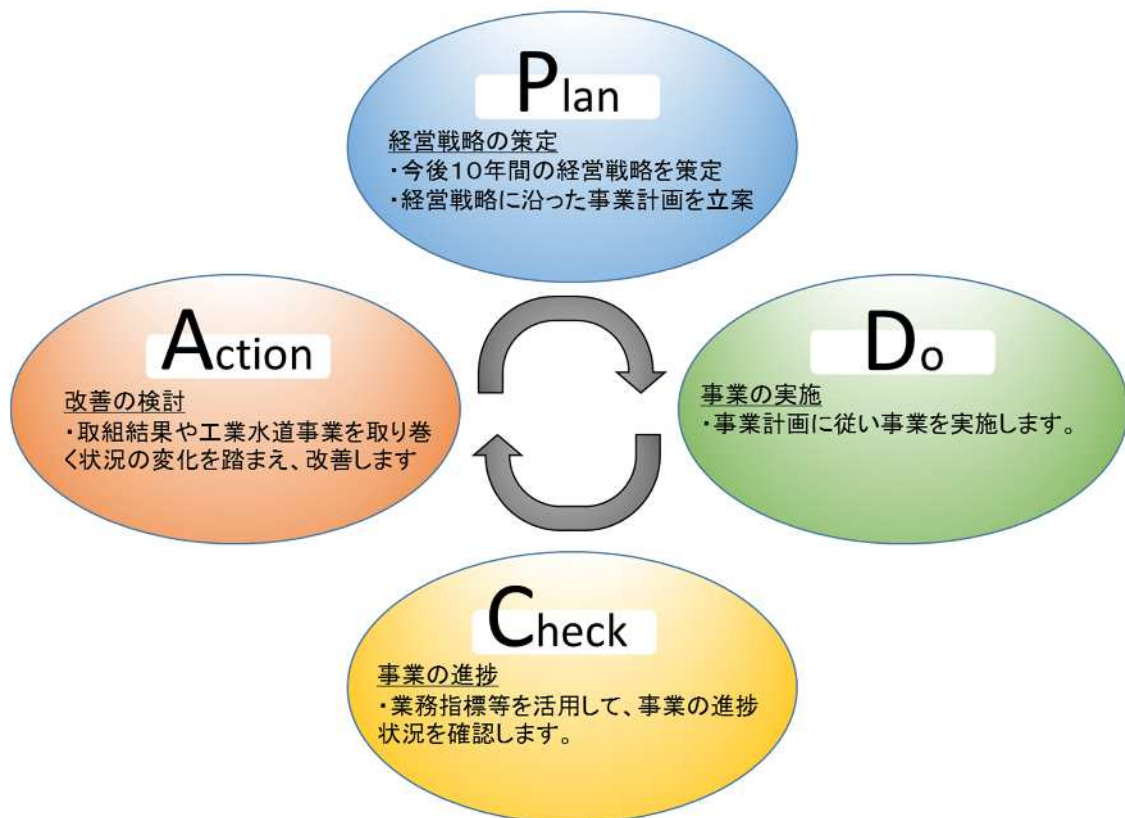 Plan
経営戦略の策定
・今後１０年間の経営戦略を策定
・経営戦略に沿った事業計画を立案
Action
改善の検討
・取組結果や工業水道事業を取り巻
く状況の変化を踏まえ、改善します
Do
事業の実施
・事業計画に従い事業を実施します。
Check
事業の進捗
・業務指標等を活用して、事業の進捗
状況を確認します。